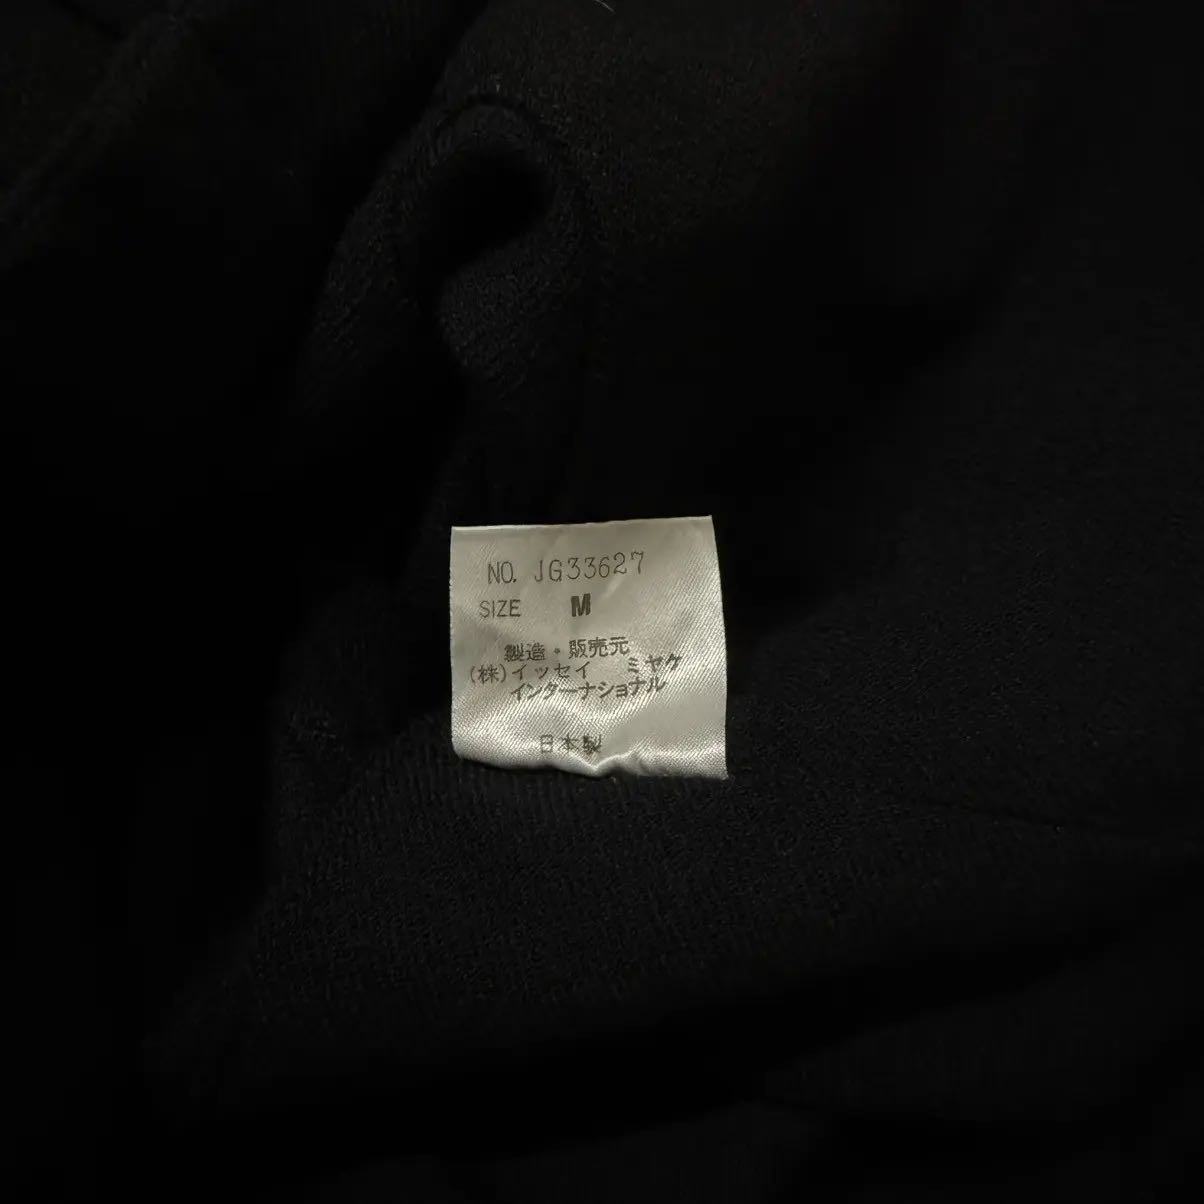 NO. JG33627
SIZE M
製造・販売元
(株)イッセイ ミヤケ
インターナショナル
日本製